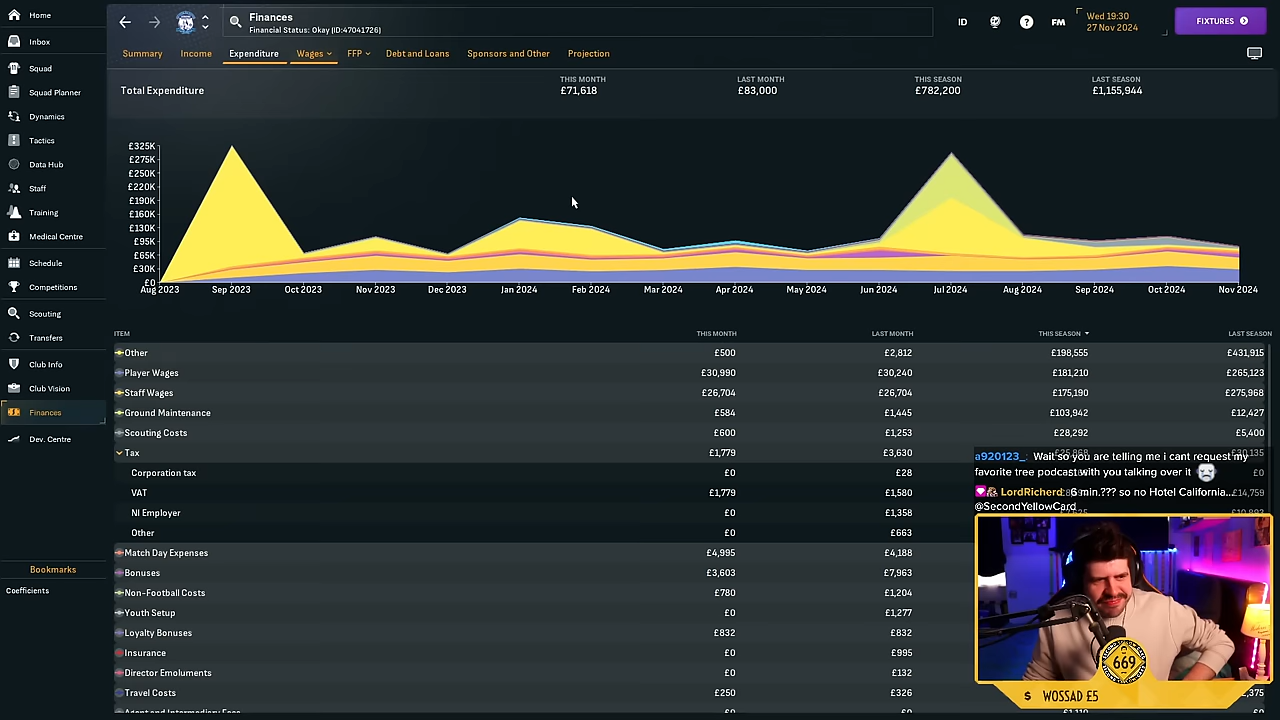 Home
Finances
Financial Status: Okay (ID:47041726)
ID
FM
Wed 19:30
27 Nov 2024
FIXTURES
Inbox
Summary Income Expenditure Wages FFP Debt and Loans Sponsors and Other Projection
Squad
Squad Planner
Dynamics
Tactics
Data Hub
Staff
Training
Medical Centre
Schedule
Competitions
Scouting
Transfers
Club Info
Club Vision
Finances
Dev. Centre
Bookmarks
Coefficients
THIS MONTH LAST MONTH THIS SEASON LAST SEASON
Total Expenditure £71,618 £83,000 £782,200 £1,155,944
£325K
£275K
£250K
£220K
£190K
£160K
£130K
£95K
£65K
£30K
£0
Aug 2023 Sep 2023 Oct 2023 Nov 2023 Dec 2023 Jan 2024 Feb 2024 Mar 2024 Apr 2024 May 2024 Jun 2024 Jul 2024 Aug 2024 Sep 2024 Oct 2024 Nov 2024
ITEM THIS MONTH LAST MONTH THIS SEASON LAST SEASON
Other £500 £2,812 £198,555 £431,915
Player Wages £30,990 £30,240 £181,210 £265,123
Staff Wages £26,704 £26,704 £175,190 £275,968
Ground Maintenance £584 £1,445 £103,942 £12,427
Scouting Costs £600 £1,253 £28,292 £5,400
Tax £1,779 £3,630
Corporation tax £0 £28 £0
VAT £1,779 £1,580 £14,759
NI Employer £0 £1,358
Other £0 £663
Match Day Expenses £4,995 £4,188
Bonuses £3,603 £7,963
Non-Football Costs £780 £1,204
Youth Setup £0 £1,277
Loyalty Bonuses £832 £832
Insurance £0 £995
Director Emoluments £0 £132
Travel Costs £250 £326
a920123_: Wait so you are telling me i cant request my
favorite tree podcast with you talking over it
LordRicherd: 6 min.??? so no Hotel California...
@SecondYellowCard
669
$ WOSSAD £5